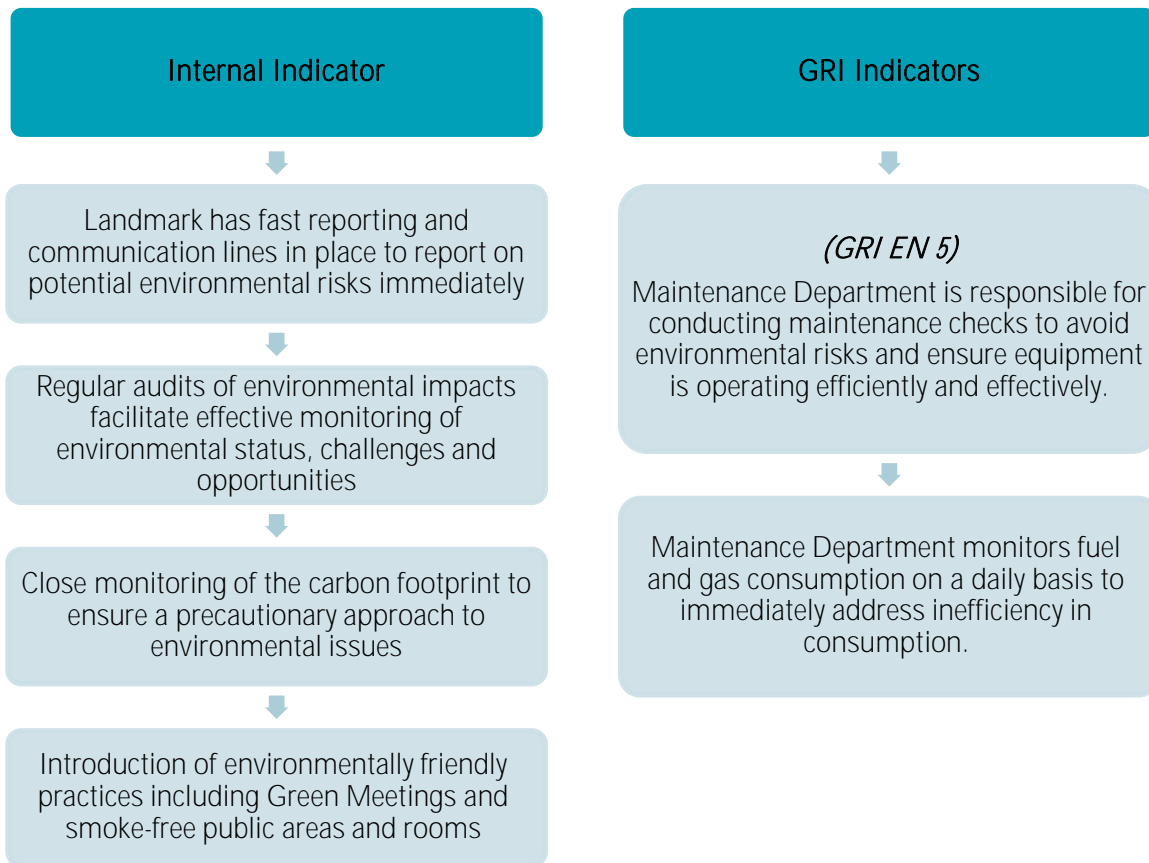 Internal Indicator
Landmark has fast reporting and
communication lines in place to report on
potential environmental risks immediately
Regular audits of environmental impacts
facilitate effective monitoring of
environmental status, challenges and
opportunities
Close monitoring of the carbon footprint to
ensure a precautionary approach to
environmental issues
Introduction of environmentally friendly
practices including Green Meetings and
smoke-free public areas and rooms
GRI Indicators
(GRI EN 5)
Maintenance Department is responsible for
conducting maintenance checks to avoid
environmental risks and ensure equipment
is operating efficiently and effectively.
Maintenance Department monitors fuel
and gas consumption on a daily basis to
immediately address inefficiency in
consumption.